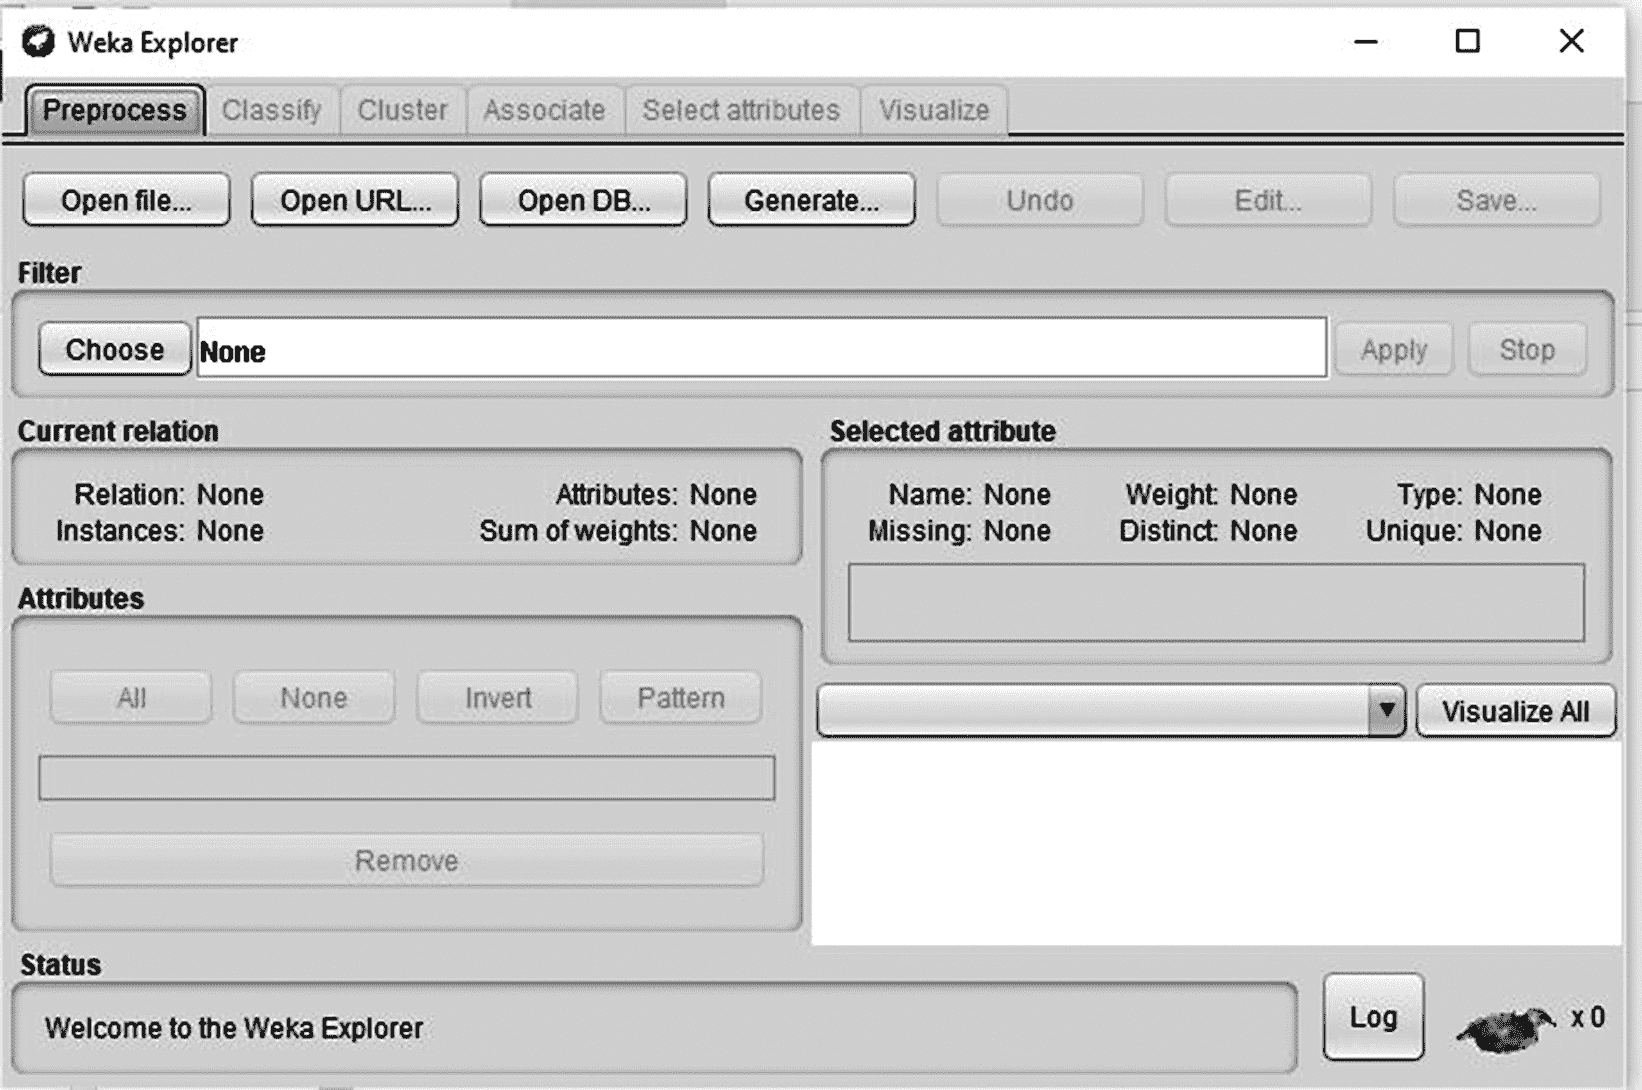 Weka Explorer
Preprocess Classify Cluster Associate Select attributes Visualize
Open file... Open URL... Open DB... Generate... Undo Edit... Save...
Filter
Choose None Apply Stop
Current relation
Relation: None Attributes: None
Instances: None Sum of weights: None
Selected attribute
Name: None Weight: None Type: None
Missing: None Distinct: None Unique: None
Attributes
All None Invert Pattern
Remove
Visualize All
Status
Welcome to the Weka Explorer
Log x 0